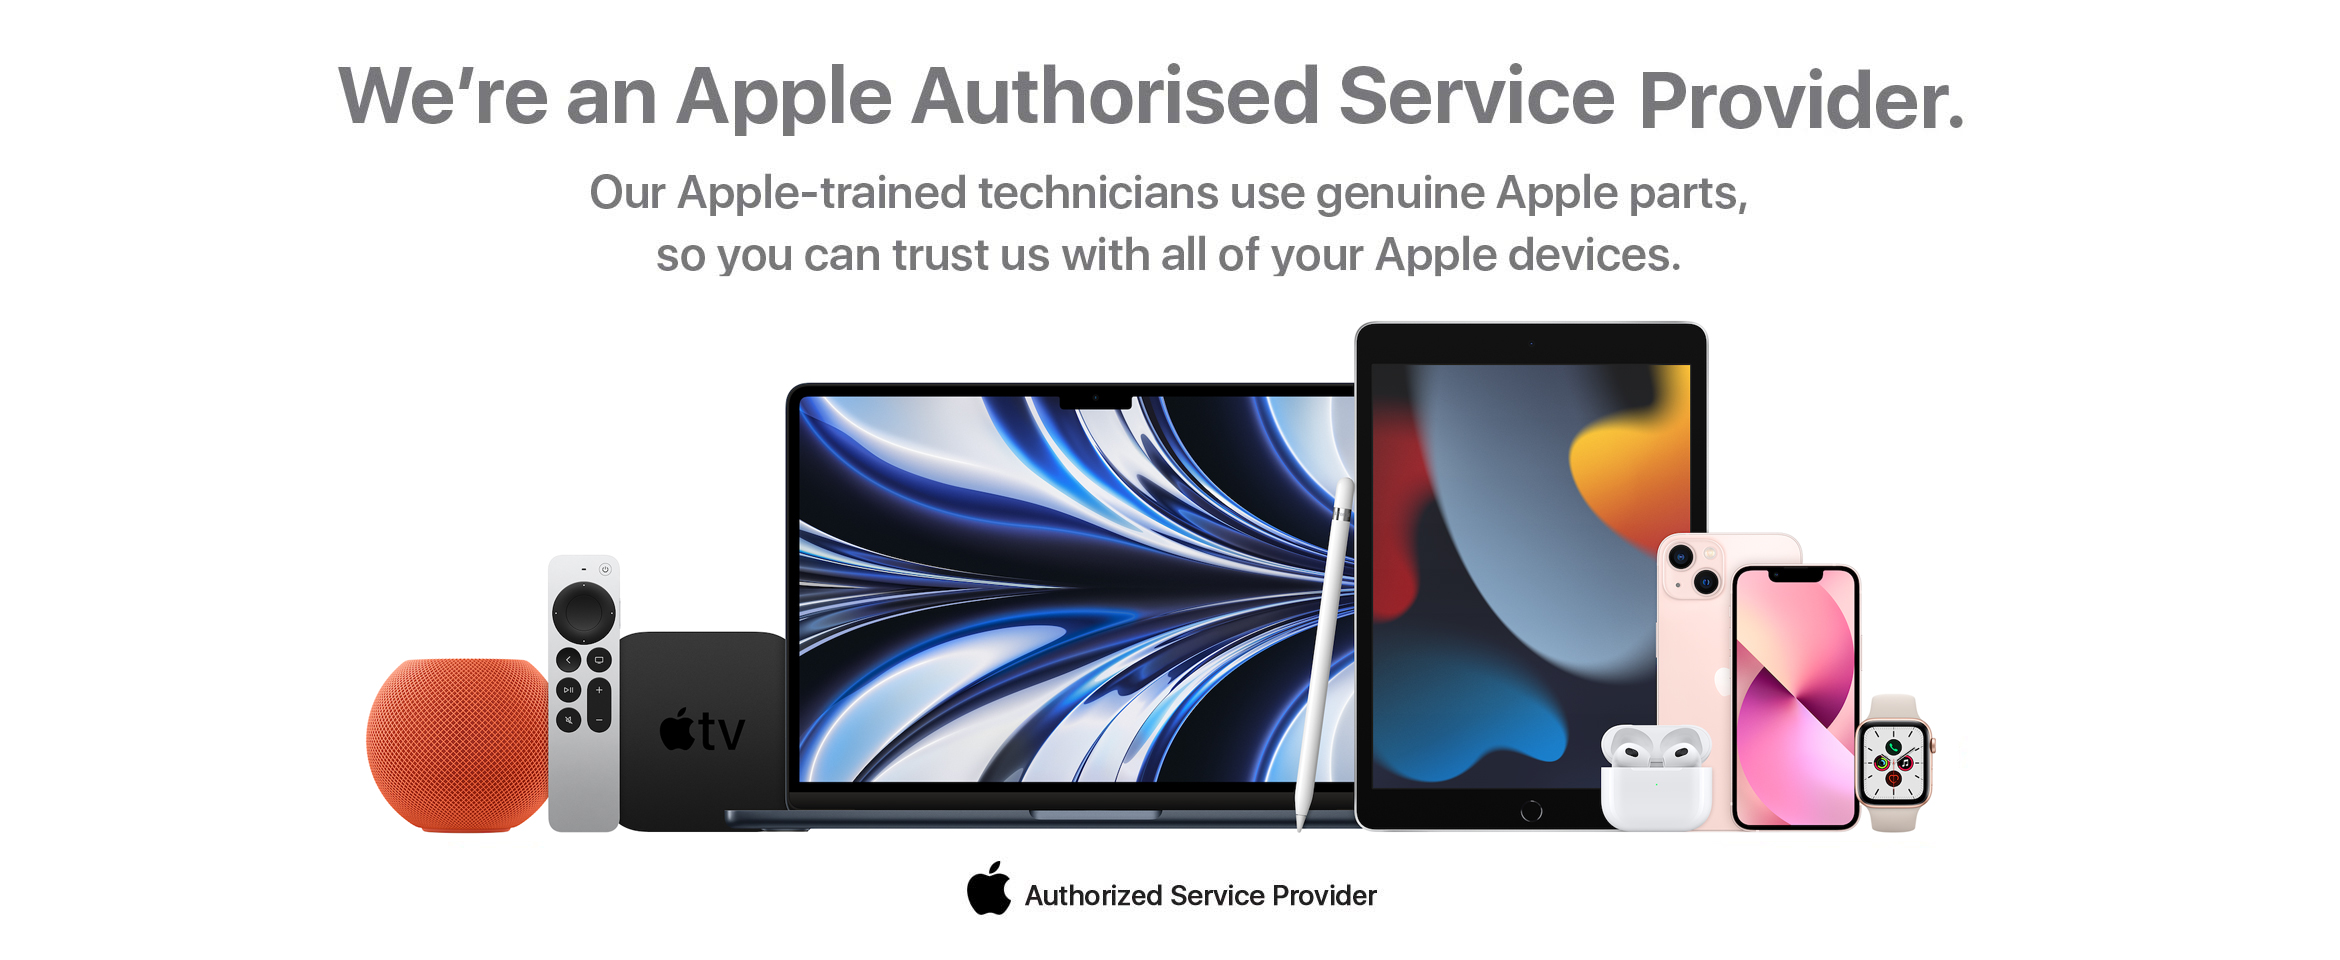 We’re an Apple Authorised Service Provider.
Our Apple-trained technicians use genuine Apple parts,
so you can trust us with all of your Apple devices.
tv
Authorized Service Provider